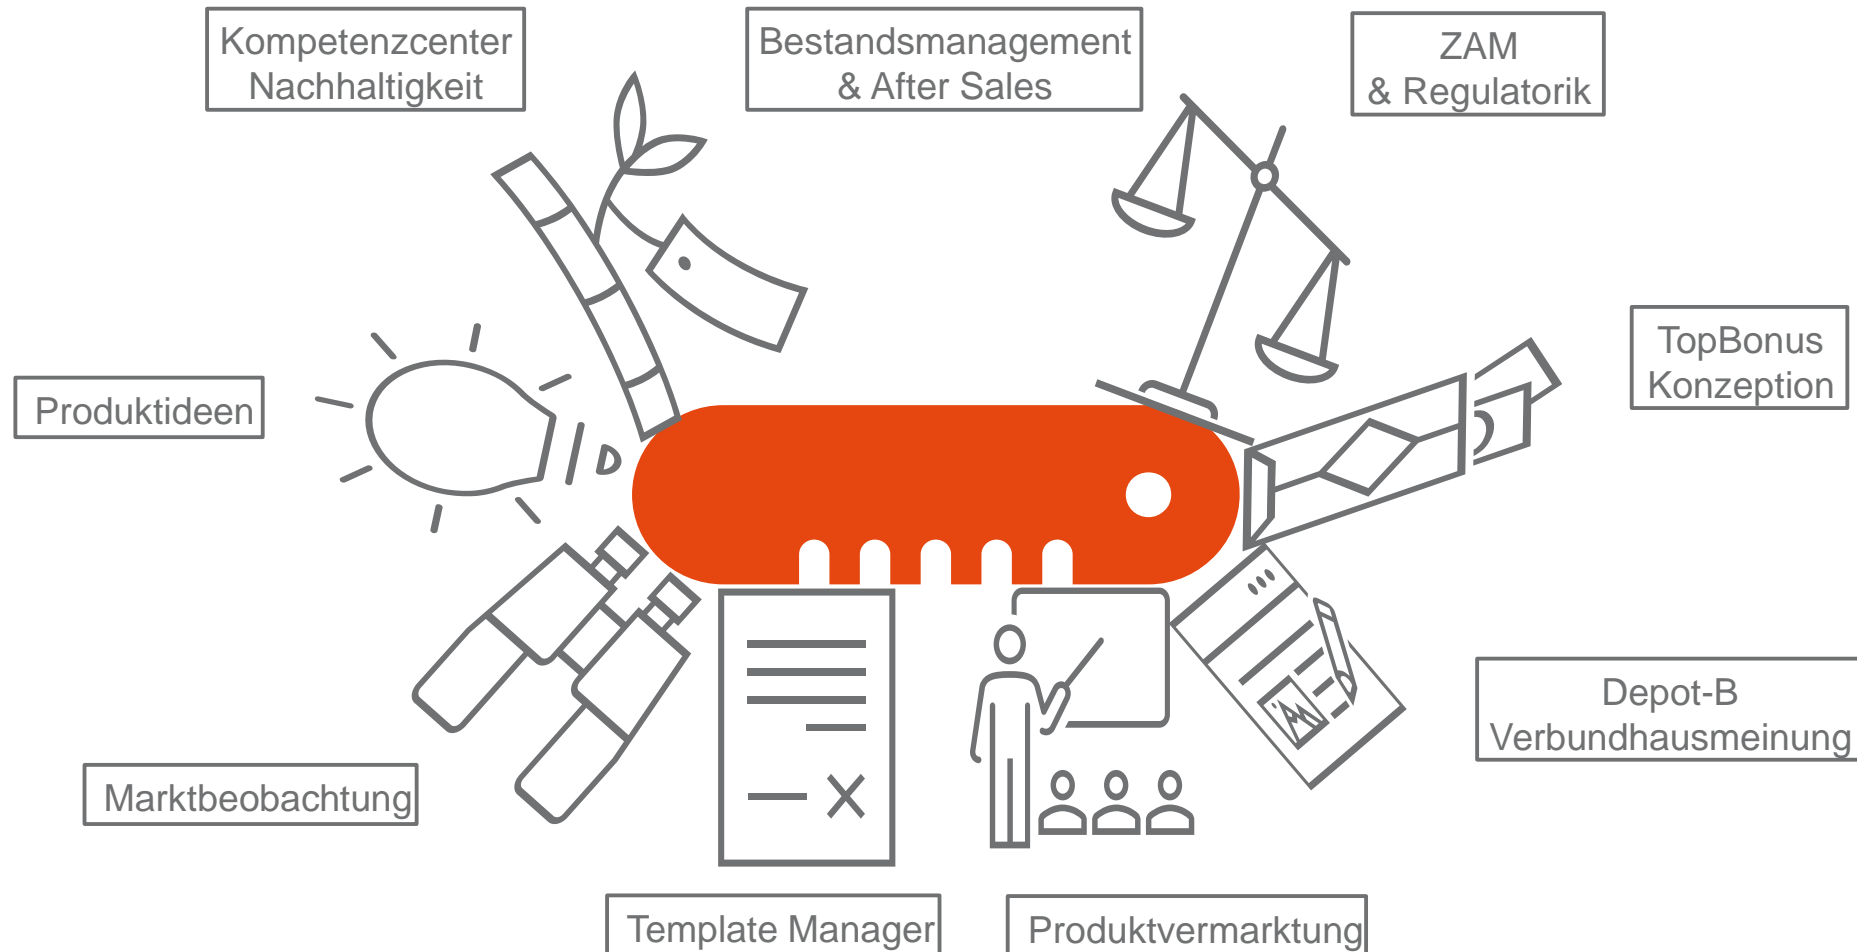 Kompetenzcenter
Nachhaltigkeit
Bestandsmanagement
& After Sales
ZAM
& Regulatorik
TopBonus
Konzeption
Produktideen
Depot-B
Verbundhausmeinung
Marktbeobachtung
Template Manager
Produktvermarktung